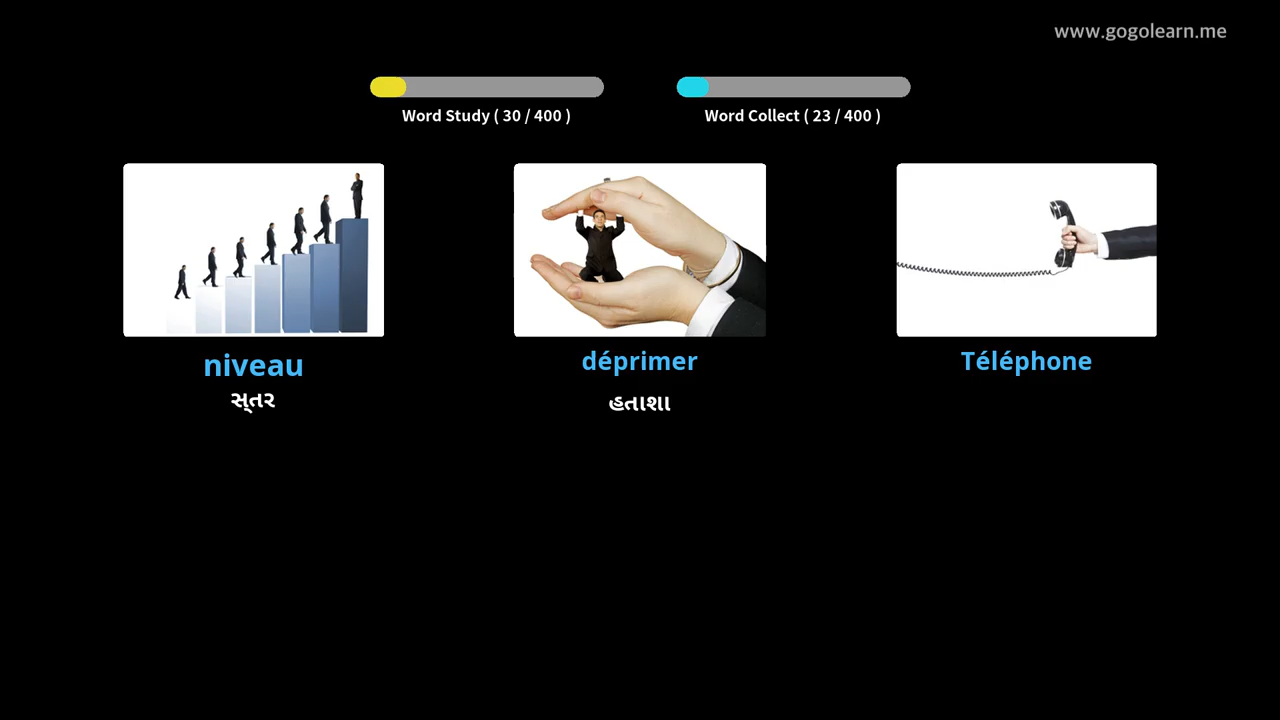 www.gogolearn.me
Word Study ( 30 / 400 )
Word Collect ( 23 / 400 )
niveau
déprimer
Téléphone
સ્તર
હતાશા